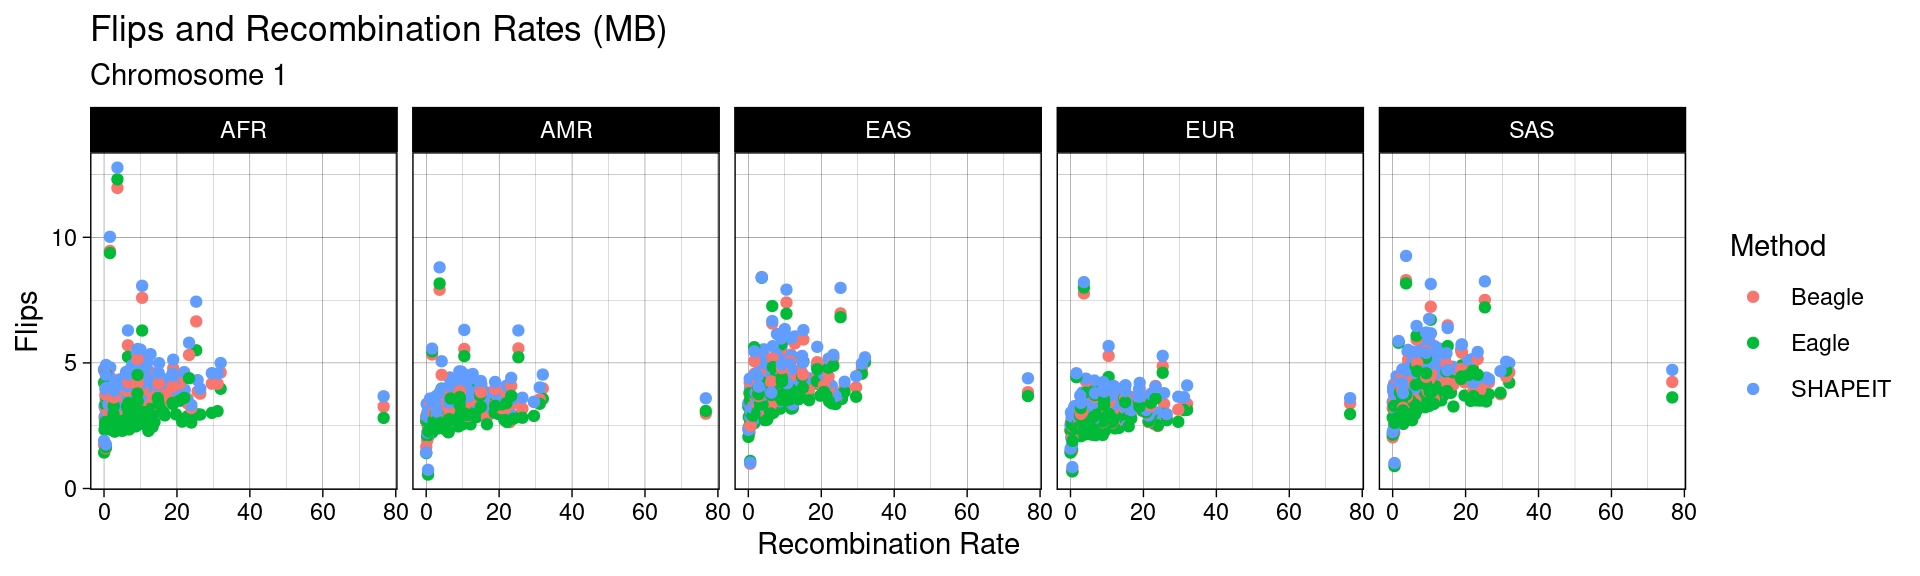 Flips and Recombination Rates (MB)
Chromosome 1
AFR AMR EAS EUR SAS
10
5
0
Flips
0 20 40 60 80 0 20 40 60 80 0 20 40 60 80 0 20 40 60 80 0 20 40 60 80
Recombination Rate
Method
Beagle
Eagle
SHAPEIT